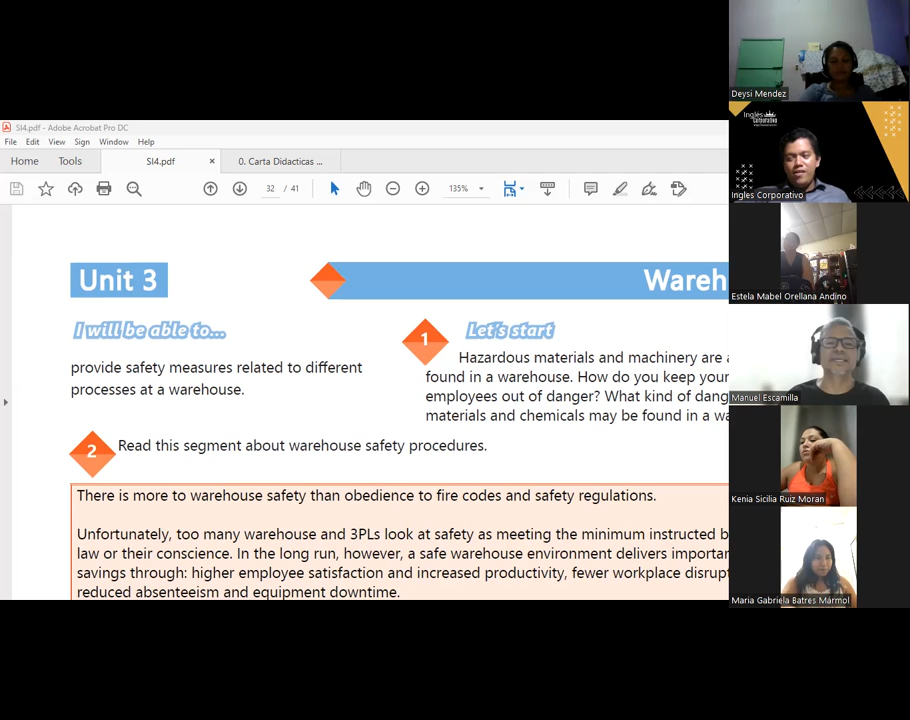 SI4.pdf - Adobe Acrobat Pro DC
File Edit View Sign Window Help
Home Tools SI4.pdf × 0. Carta Didacticas ...
32 / 41 135%
Unit 3
Wareh
I will be able to...
1 Let's start
provide safety measures related to different
processes at a warehouse.
Hazardous materials and machinery are
found in a warehouse. How do you keep your
employees out of danger? What kind of dang
materials and chemicals may be found in a wa
2 Read this segment about warehouse safety procedures.
There is more to warehouse safety than obedience to fire codes and safety regulations.
Unfortunately, too many warehouse and 3PLs look at safety as meeting the minimum instructed b
law or their conscience. In the long run, however, a safe warehouse environment delivers importan
savings through: higher employee satisfaction and increased productivity, fewer workplace disrupt
reduced absenteeism and equipment downtime.
Deysi Mendez
Inglés
Corporativo
Ingles Corporativo
Estela Mabel Orellana Andino
Manuel Escamilla
Kenia Sicilia Ruiz Moran
Maria Gabriela Batres Mármol